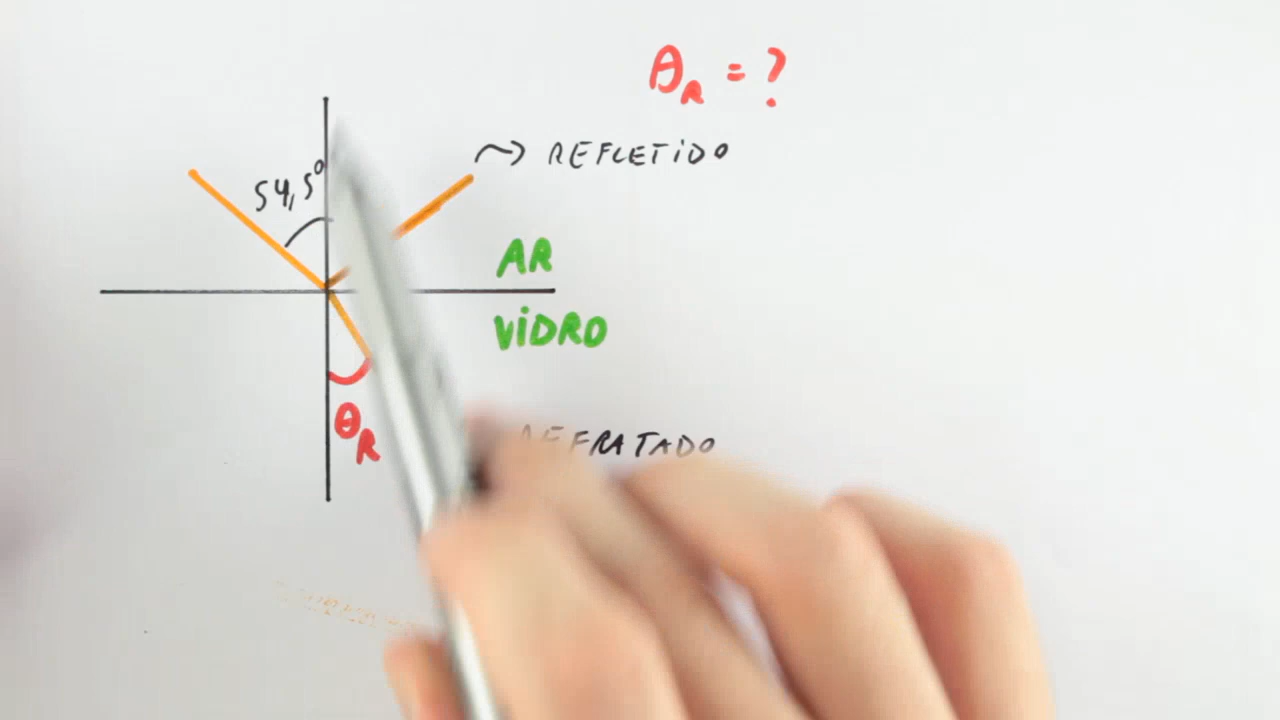 θR = ?
REFLETiDO
54,5°
AR
ViDRO
θR